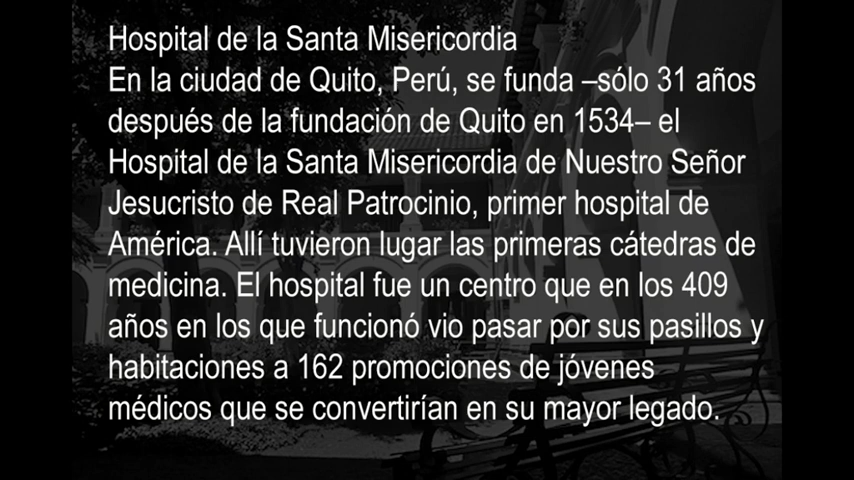 Hospital de la Santa Misericordia
En la ciudad de Quito, Perú, se funda –sólo 31 años
después de la fundación de Quito en 1534– el
Hospital de la Santa Misericordia de Nuestro Señor
Jesucristo de Real Patrocinio, primer hospital de
América. Allí tuvieron lugar las primeras cátedras de
medicina. El hospital fue un centro que en los 409
años en los que funcionó vio pasar por sus pasillos y
habitaciones a 162 promociones de jóvenes
médicos que se convertirían en su mayor legado.